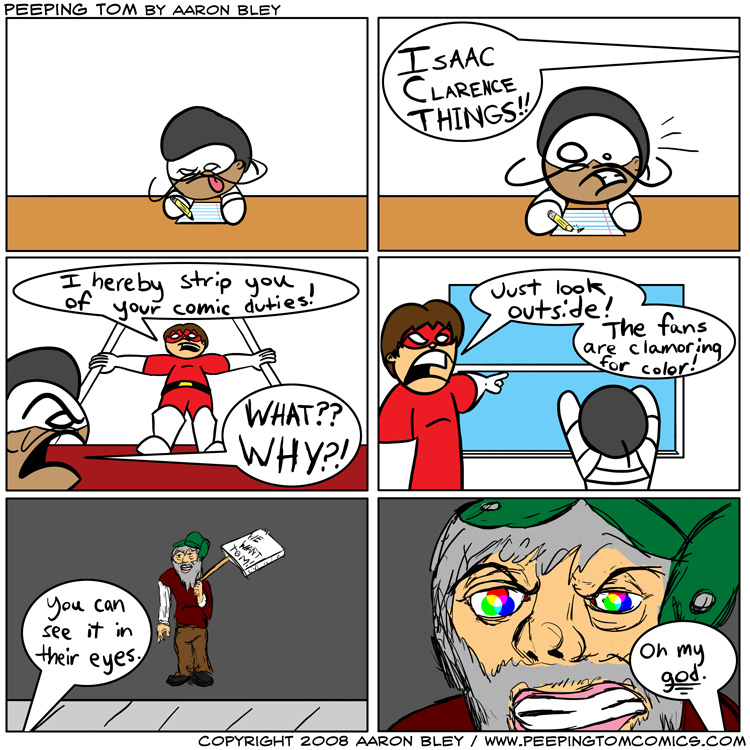 PEEPING TOM BY AARON BLEY
ISAAC
CLARENCE
THINGS!!
I hereby strip you
of your comic duties!
WHAT??
WHY?!
Just look
outside!
The fans
are clamoring
for color!
WE
WANT
TOM!
You can
see it in
their eyes.
Oh my
god.
COPYRIGHT 2008 AARON BLEY / WWW.PEEPINGTOMCOMICS.COM